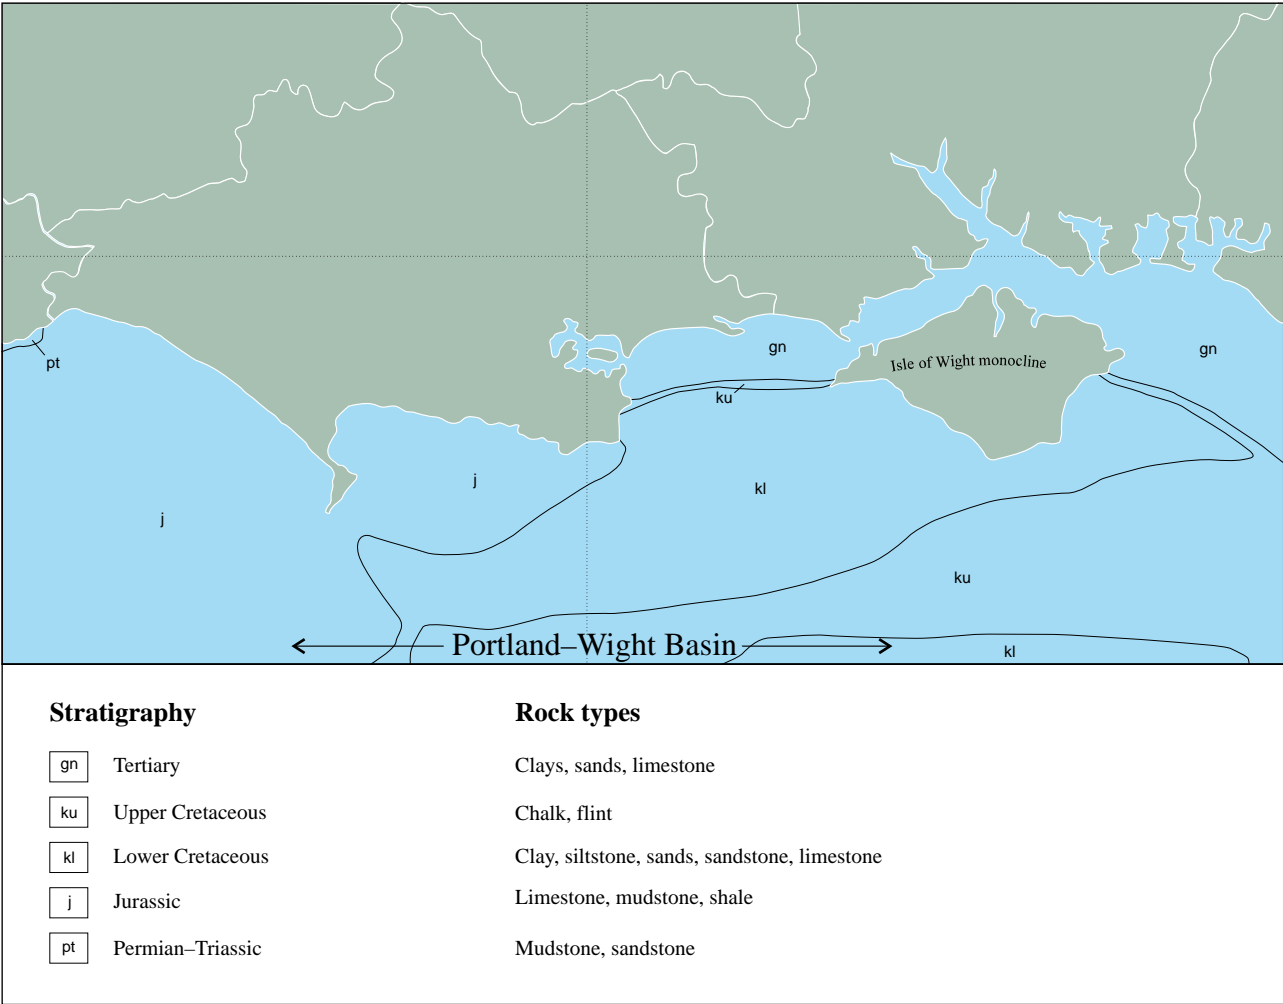 gn
gn
pt
Isle of Wight monocline
ku
j
kl
j
ku
Portland–Wight Basin
kl
Stratigraphy Rock types
gn Tertiary Clays, sands, limestone
ku Upper Cretaceous Chalk, flint
kl Lower Cretaceous Clay, siltstone, sands, sandstone, limestone
j Jurassic Limestone, mudstone, shale
pt Permian–Triassic Mudstone, sandstone